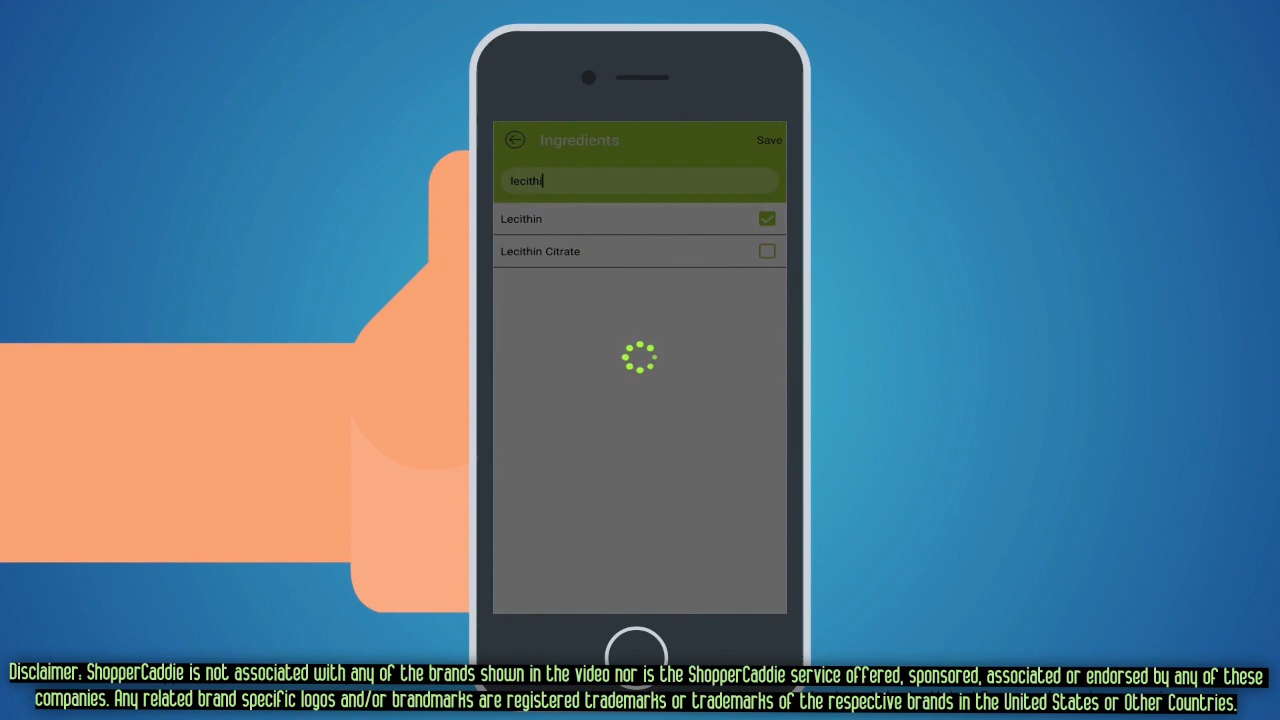 Ingredients
Save
lecithi
Lecithin
Lecithin Citrate
Disclaimer: ShopperCaddie is not associated with any of the brands shown in the video nor is the ShopperCaddie service offered, sponsored, associated or endorsed by any of these
companies. Any related brand specific logos and/or brandmarks are registered trademarks or trademarks of the respective brands in the United States or Other Countries.